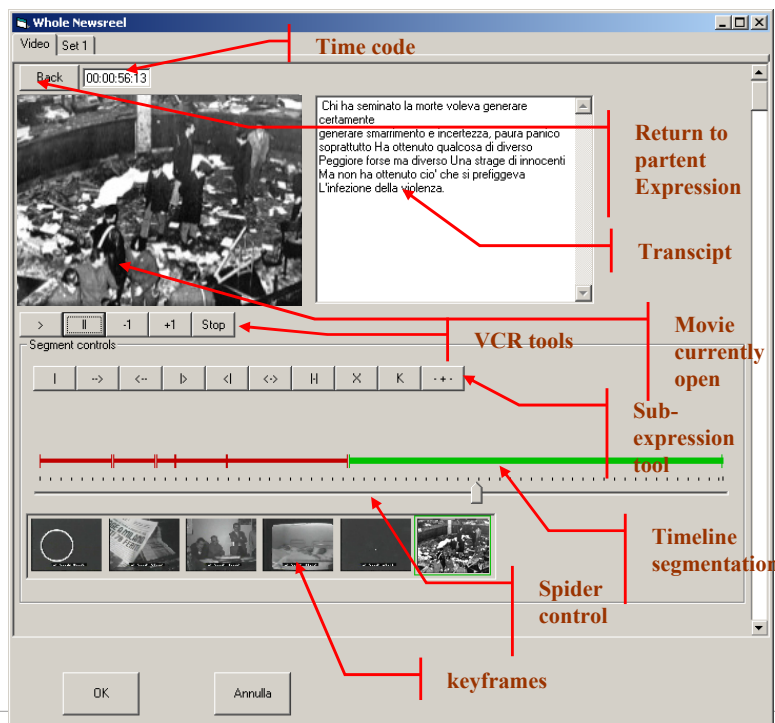 Whole Newsreel
Video
Set 1
Time code
Back
00:00:56:13
Chi ha seminato la morte voleva generare
certamente
generare smarrimento e incertezza, paura panico
soprattutto Ha ottenuto qualcosa di diverso
Peggiore forse ma diverso Una strage di innocenti
Ma non ha ottenuto cio' che si prefiggeva
L'infezione della violenza.
Return to
partent
Expression
Transcipt
> || -1 +1 Stop
VCR tools
Movie
currently
open
Segment controls
| --> <-- |> <| <-> |-| X K - + -
Sub-
expression
tool
Timeline
segmentation
Spider
control
keyframes
OK
Annulla